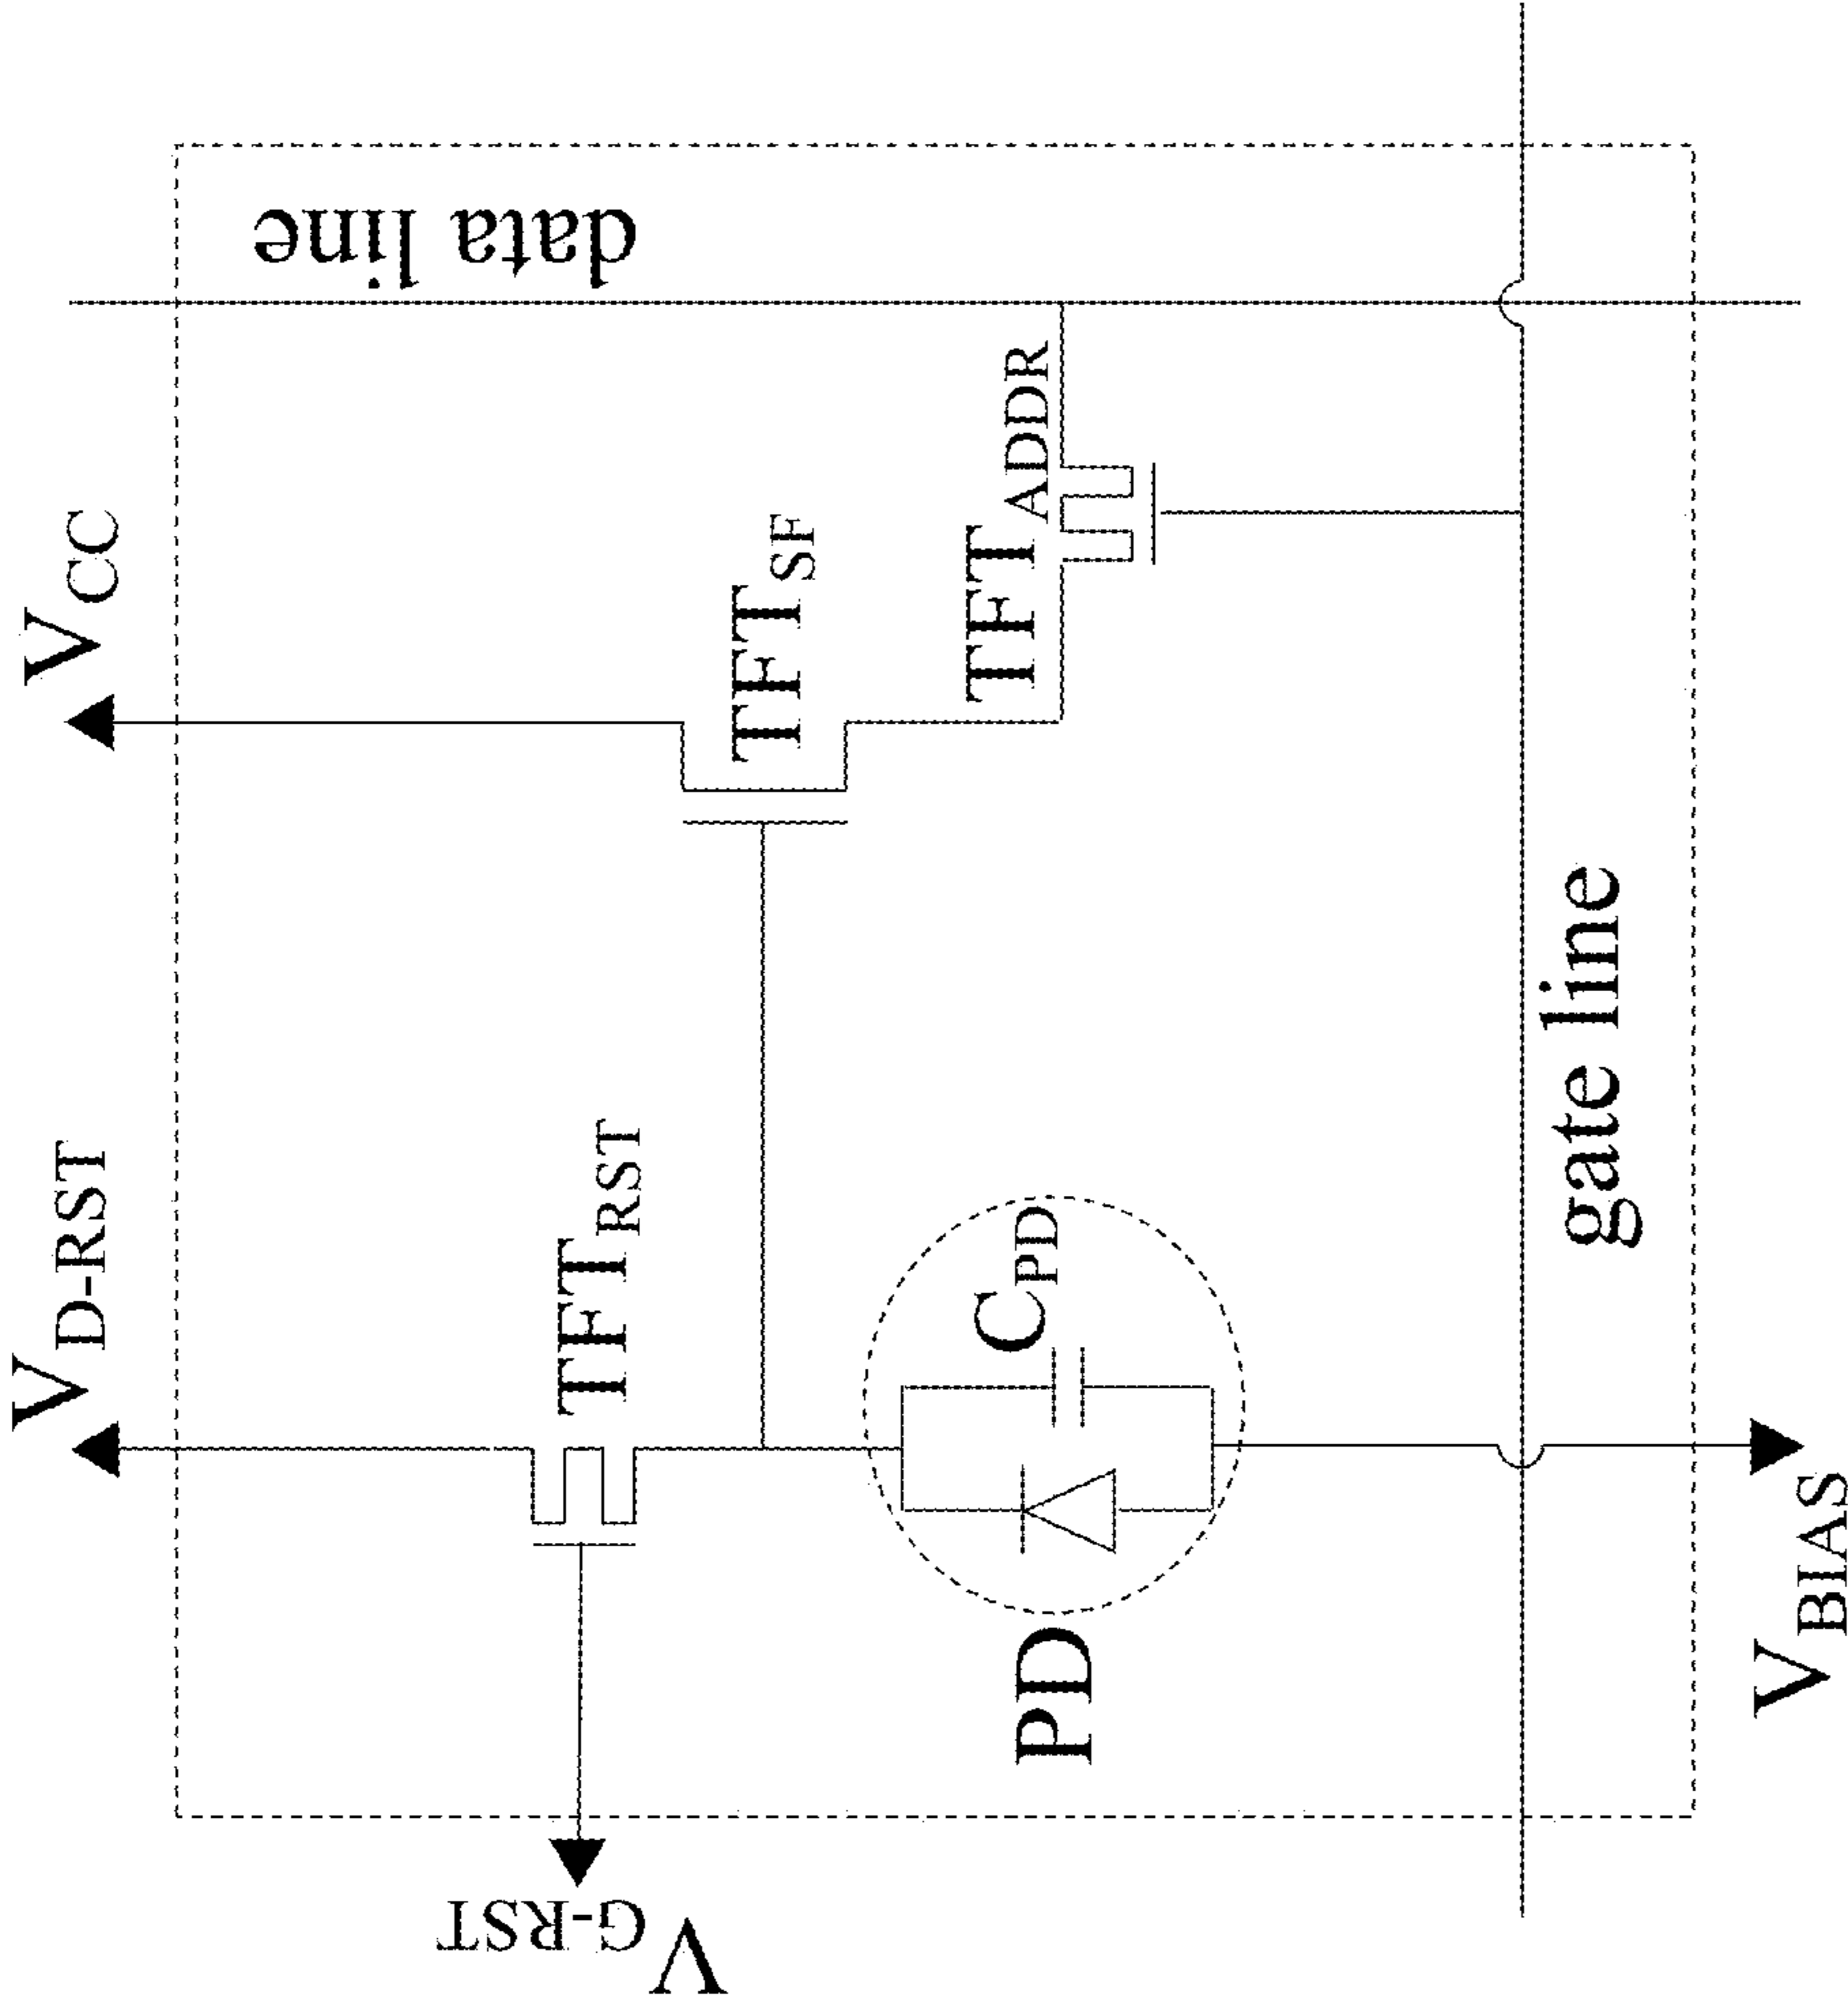 V_D-RST
V_CC
data line
TFT_RST
TFT_SF
TFT_ADDR
C_PD
PD
gate line
V_G-RST
V_BIAS